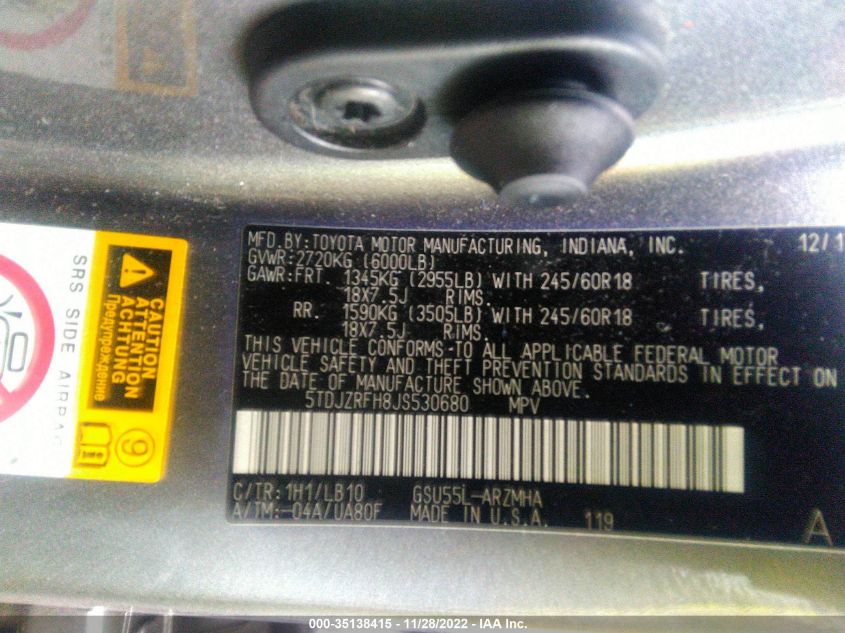 MFD.BY:TOYOTA MOTOR MANUFACTURING, INDIANA, INC. 12/1
GVWR:2720KG (6000LB)
GAWR:FRT. 1345KG (2955LB) WITH 245/60R18 TIRES,
18X7.5J RIMS.
RR. 1590KG (3505LB) WITH 245/60R18 TIRES,
18X7.5J RIMS.
THIS VEHICLE CONFORMS TO ALL APPLICABLE FEDERAL MOTOR
VEHICLE SAFETY AND THEFT PREVENTION STANDARDS IN EFFECT ON
THE DATE OF MANUFACTURE SHOWN ABOVE.
5TDJZRFH8JS530680 MPV
C/TR:1H1/LB10 GSU55L-ARZMHA
A/TM:-04A/UA80F MADE IN U.S.A. 119
A
SRS SIDE AIRBAG
CAUTION
ATTENTION
ACHTUNG
Предупреждение
000-35138415 - 11/28/2022 - IAA Inc.